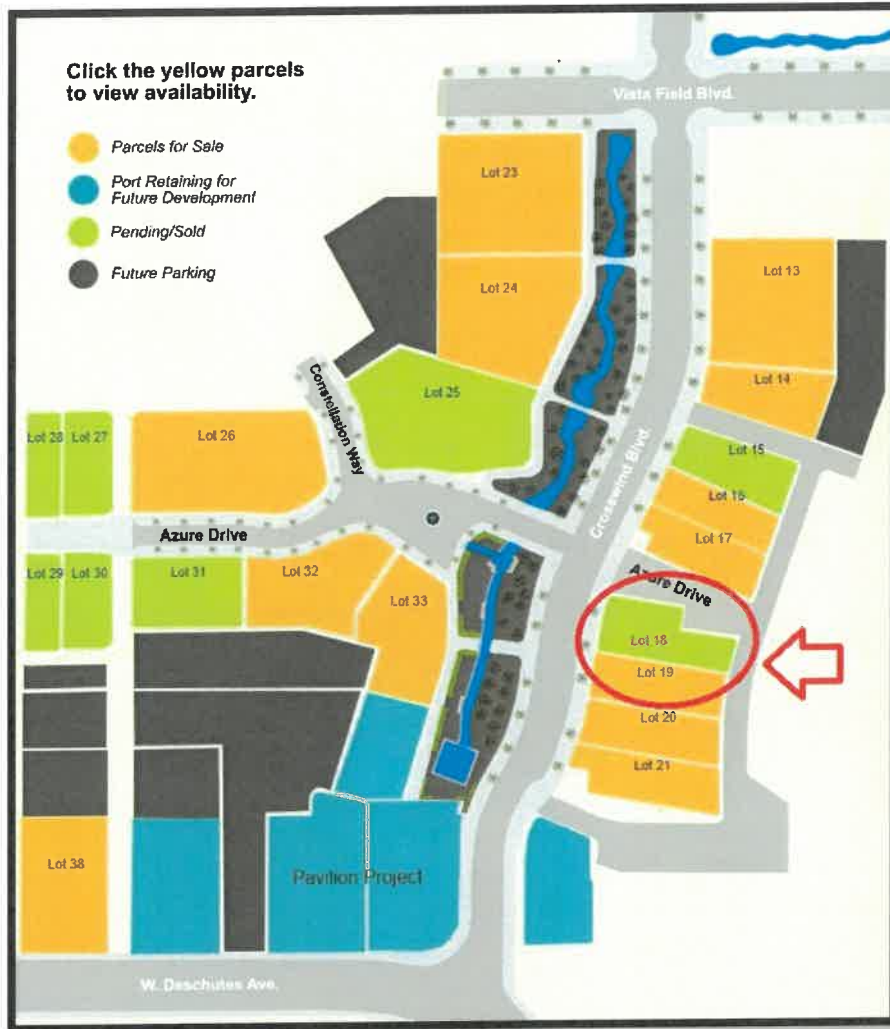 Click the yellow parcels
to view availability.
Parcels for Sale
Port Retaining for
Future Development
Pending/Sold
Future Parking
Vista Field Blvd.
Lot 23
Lot 24
Lot 13
Lot 14
Lot 25
Constellation Way
Crosswind Blvd.
Lot 28
Lot 27
Lot 26
Lot 15
Lot 16
Lot 17
Azure Drive
Azure Drive
Lot 29
Lot 30
Lot 31
Lot 32
Lot 33
Lot 18
Lot 19
Lot 20
Lot 21
Lot 38
Pavilion Project
W. Deschutes Ave.